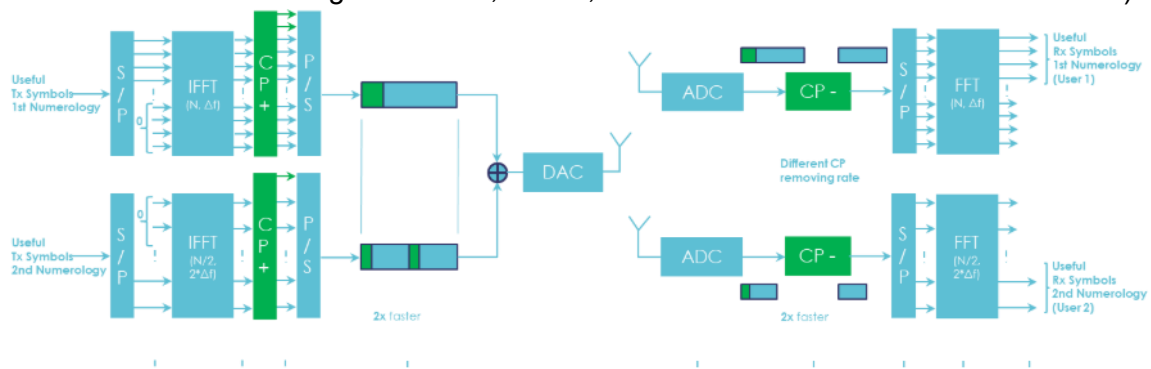 Useful
Tx Symbols
1st Numerology
S/P
0
IFFT
(N, Δf)
CP+
P/S
DAC
ADC
CP -
S/P
FFT
(N, Δf)
Useful
Rx Symbols
1st Numerology
(User 1)
Different CP
removing rate
Useful
Tx Symbols
2nd Numerology
S/P
0
IFFT
(N/2,
2*Δf)
CP+
P/S
2x faster
ADC
CP -
2x faster
S/P
FFT
(N/2,
2*Δf)
Useful
Rx Symbols
2nd Numerology
(User 2)